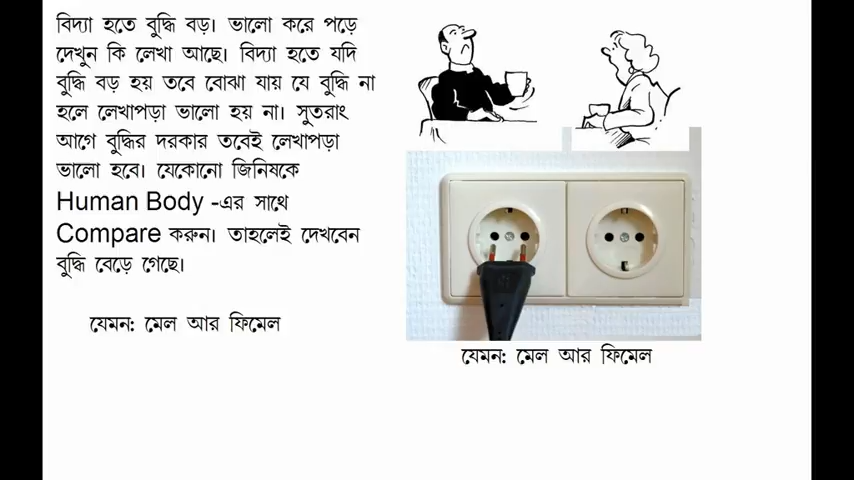 বিদ্যা হতে বুদ্ধি বড়। ভালো করে পড়ে
দেখুন কি লেখা আছে। বিদ্যা হতে যদি
বুদ্ধি বড় হয় তবে বোঝা যায় যে বুদ্ধি না
হলে লেখাপড়া ভালো হয় না। সুতরাং
আগে বুদ্ধির দরকার তবেই লেখাপড়া
ভালো হবে। যেকোনো জিনিষকে
Human Body -এর সাথে
Compare করুন। তাহলেই দেখবেন
বুদ্ধি বেড়ে গেছে।
যেমন: মেল আর ফিমেল
যেমন: মেল আর ফিমেল